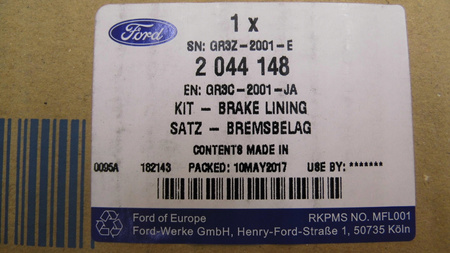 1 x
Ford
SN: GR3Z-2001-E
2 044 148
EN: GR3C-2001-JA
KIT - BRAKE LINING
SATZ - BREMSBELAG
CONTENTS MADE IN
0095A 182143 PACKED: 10MAY2017 USE BY: *******
Ford of Europe RKPMS NO. MFL001
Ford-Werke GmbH, Henry-Ford-Straße 1, 50735 Köln